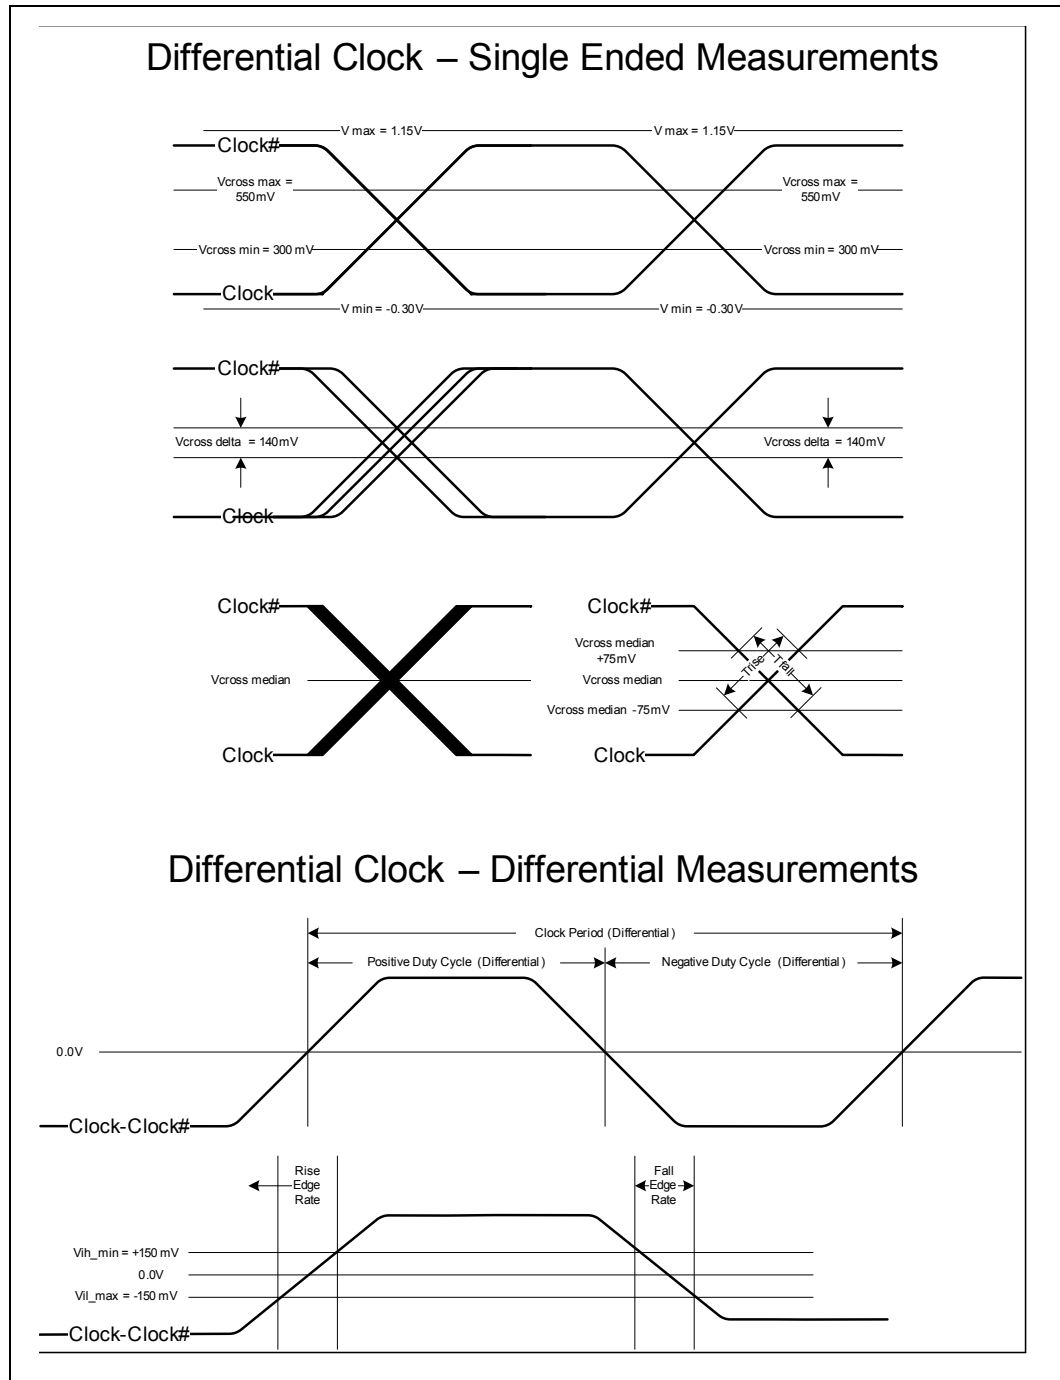 Differential Clock – Single Ended Measurements
V max = 1.15V V max = 1.15V
Clock#
Vcross max =
550mV
Vcross max =
550mV
Vcross min = 300 mV Vcross min = 300 mV
Clock
V min = -0.30V V min = -0.30V
Clock#
Vcross delta = 140mV Vcross delta = 140mV
Clock
Clock#
Vcross median
Clock
Clock#
Vcross median
+75mV
Vcross median
Vcross median -75mV
Trise
Tfall
Clock
Differential Clock – Differential Measurements
Clock Period (Differential)
Positive Duty Cycle (Differential) Negative Duty Cycle (Differential)
0.0V
Clock-Clock#
Rise
Edge
Rate
Fall
Edge
Rate
Vih_min = +150 mV
0.0V
Vil_max = -150 mV
Clock-Clock#